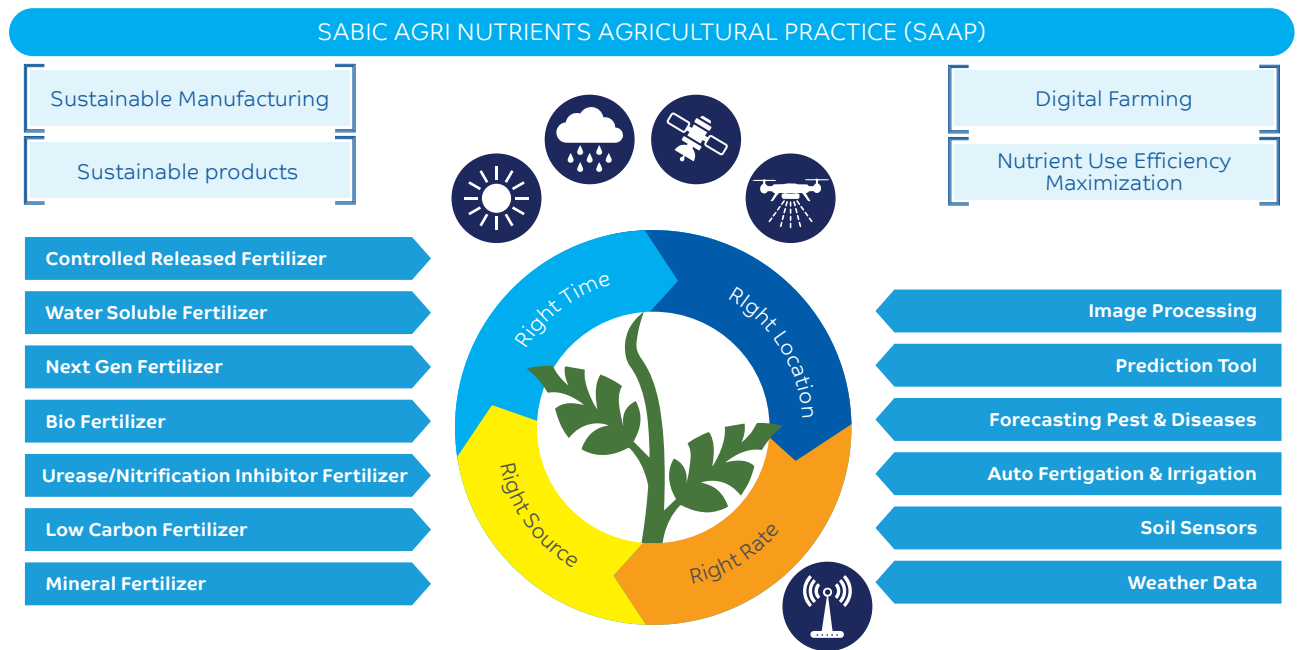 SABIC AGRI NUTRIENTS AGRICULTURAL PRACTICE (SAAP)
Sustainable Manufacturing
Sustainable products
Digital Farming
Nutrient Use Efficiency
Maximization
Controlled Released Fertilizer
Water Soluble Fertilizer
Next Gen Fertilizer
Bio Fertilizer
Urease/Nitrification Inhibitor Fertilizer
Low Carbon Fertilizer
Mineral Fertilizer
Right Time
RIght Location
Right Source
Right Rate
Image Processing
Prediction Tool
Forecasting Pest & Diseases
Auto Fertigation & Irrigation
Soil Sensors
Weather Data